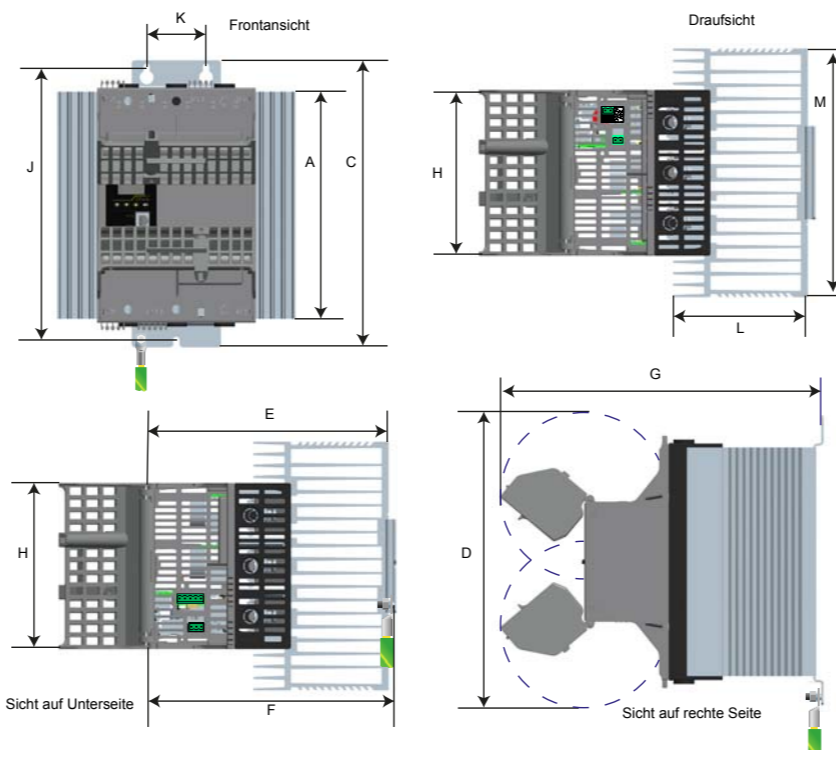 K
Frontansicht
J
A
C
Draufsicht
H
M
L
E
H
F
Sicht auf Unterseite
G
D
Sicht auf rechte Seite